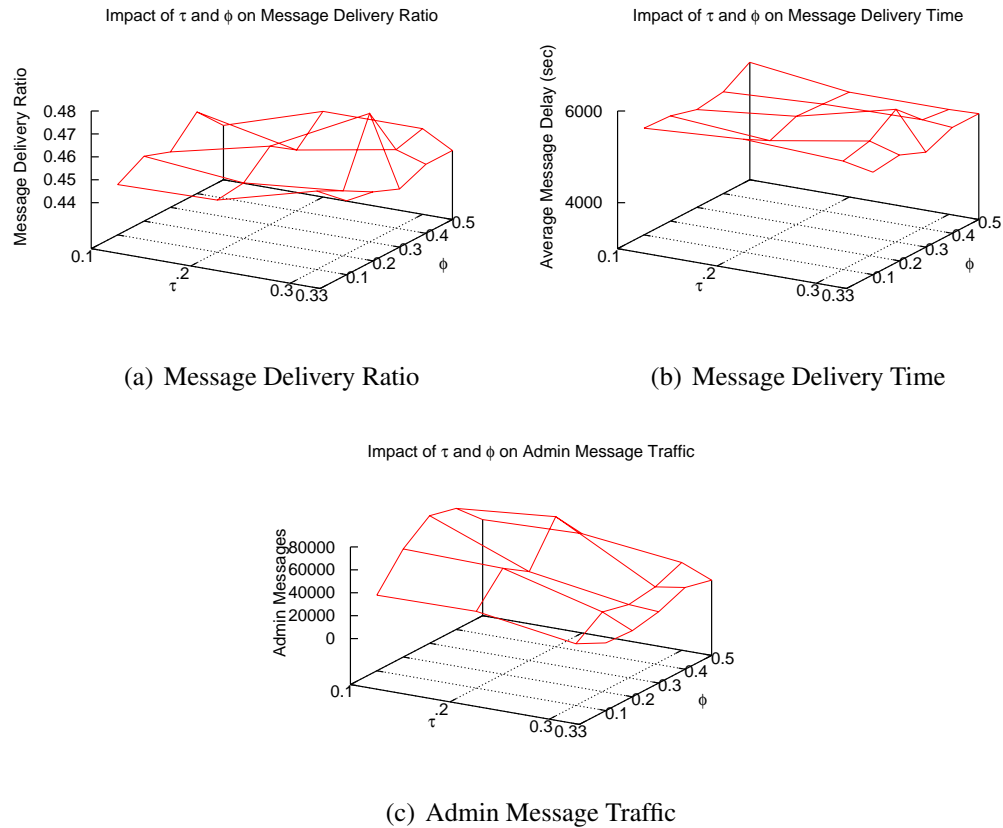 Impact of τ and φ on Message Delivery Ratio
Message Delivery Ratio
0.48
0.47
0.46
0.45
0.44
0.1
.2
0.3
0.33
τ
0.1
0.2
0.3
0.4
0.5
φ
(a) Message Delivery Ratio
Impact of τ and φ on Message Delivery Time
Average Message Delay (sec)
6000
4000
0.1
.2
0.3
0.33
τ
0.1
0.2
0.3
0.4
0.5
φ
(b) Message Delivery Time
Impact of τ and φ on Admin Message Traffic
Admin Messages
80000
60000
40000
20000
0
0.1
.2
0.3
0.33
τ
0.1
0.2
0.3
0.4
0.5
φ
(c) Admin Message Traffic